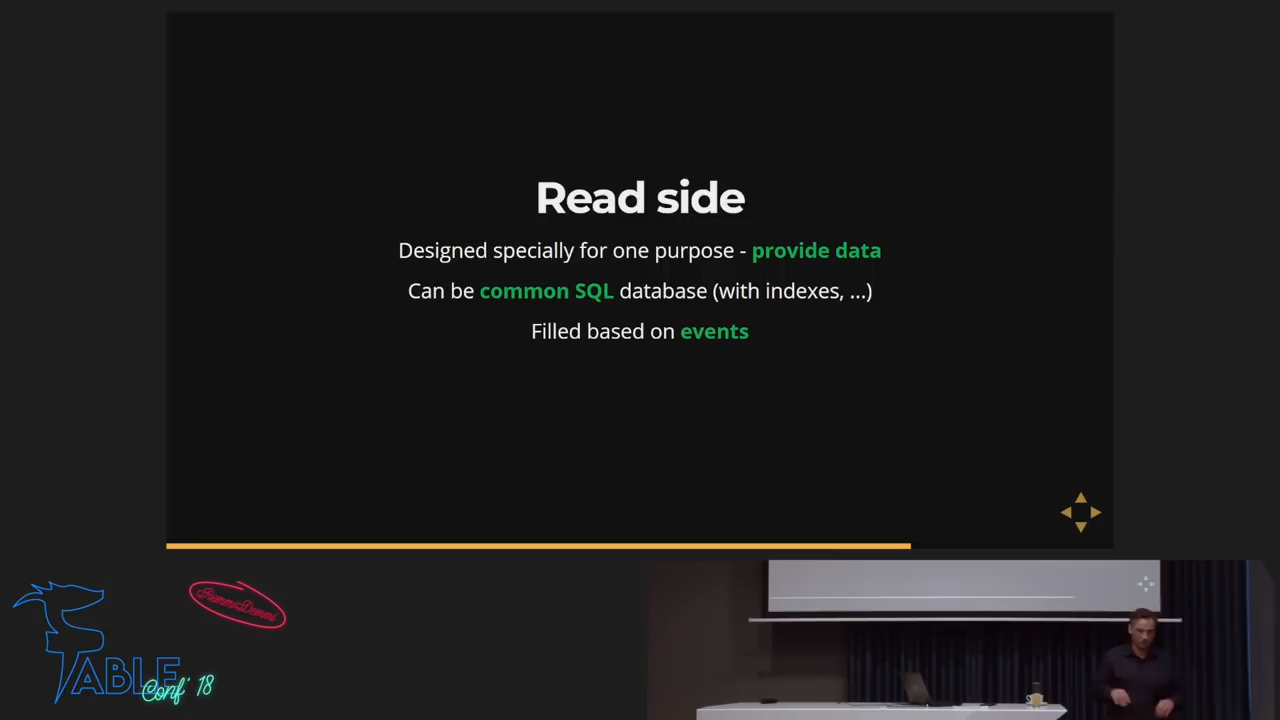 Read side
Designed specially for one purpose - provide data
Can be common SQL database (with indexes, ...)
Filled based on events
ABLE
Conf' 18